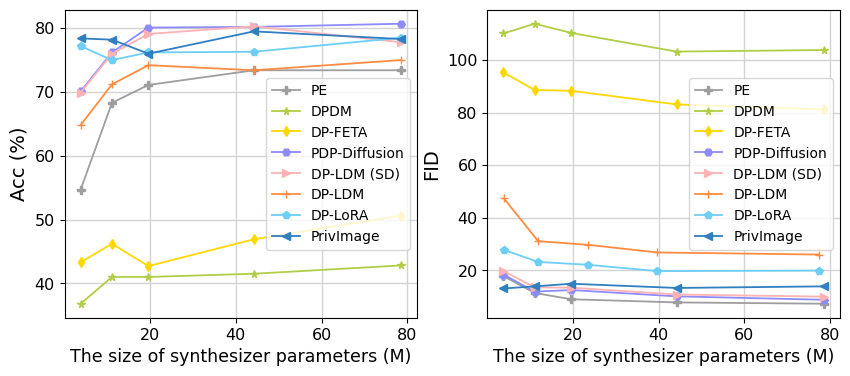 80
70
60
50
40
Acc (%)
20
40
60
80
The size of synthesizer parameters (M)
PE
DPDM
DP-FETA
PDP-Diffusion
DP-LDM (SD)
DP-LDM
DP-LoRA
PrivImage
100
80
60
40
20
FID
20
40
60
80
The size of synthesizer parameters (M)
PE
DPDM
DP-FETA
PDP-Diffusion
DP-LDM (SD)
DP-LDM
DP-LoRA
PrivImage